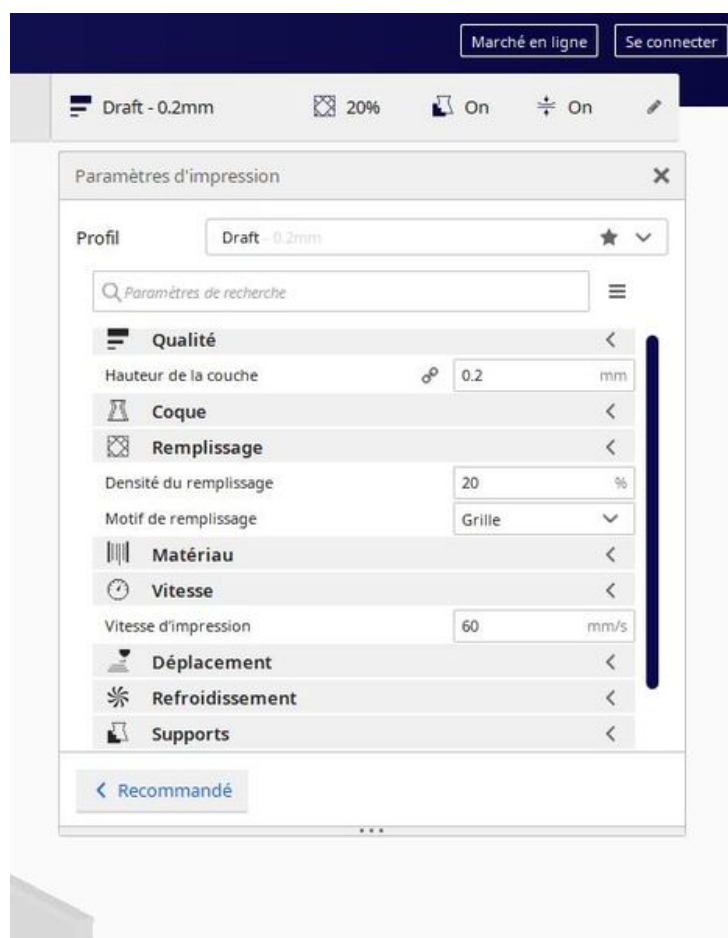 Marché en ligne Se connecter
Draft - 0.2mm 20% On On
Paramètres d'impression
Profil Draft - 0.2mm
Paramètres de recherche
Qualité
Hauteur de la couche 0.2 mm
Coque
Remplissage
Densité du remplissage 20 %
Motif de remplissage Grille
Matériau
Vitesse
Vitesse d'impression 60 mm/s
Déplacement
Refroidissement
Supports
Recommandé